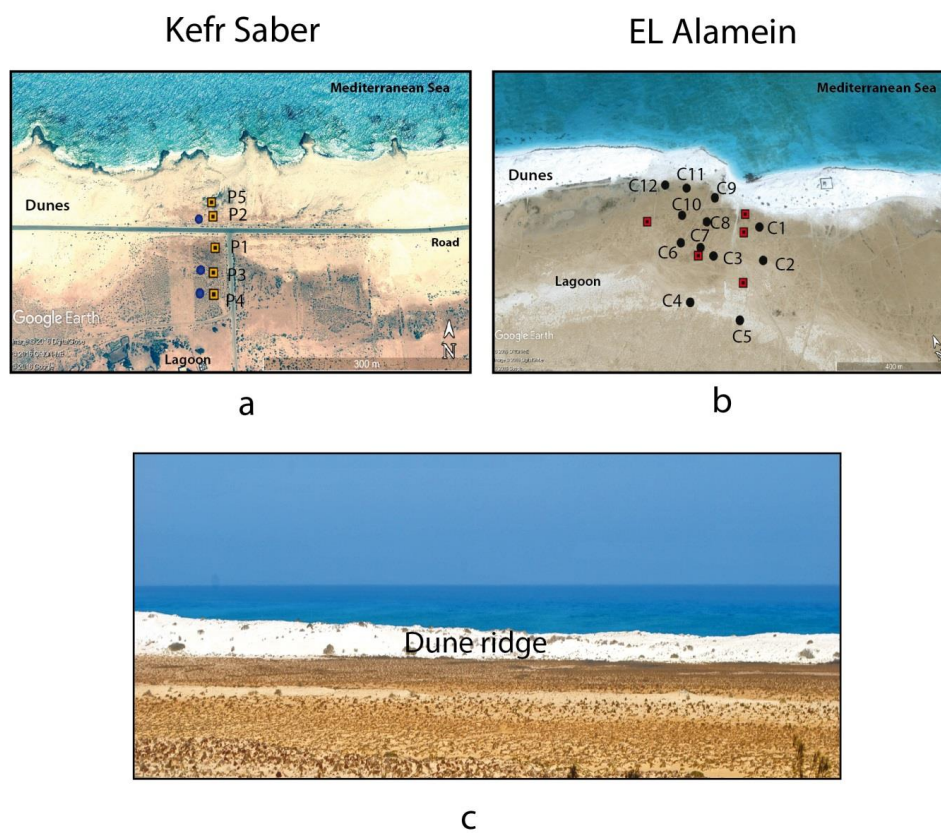 Kefr Saber
EL Alamein
Mediterranean Sea
Dunes
P5
P2
Road
P1
P3
P4
Google Earth
Lagoon
300 m
N
a
Mediterranean Sea
Dunes
C12
C11
C9
C10
C8
C1
C7
C6
C3
C2
Lagoon
C4
C5
Google Earth
400 m
b
Dune ridge
c